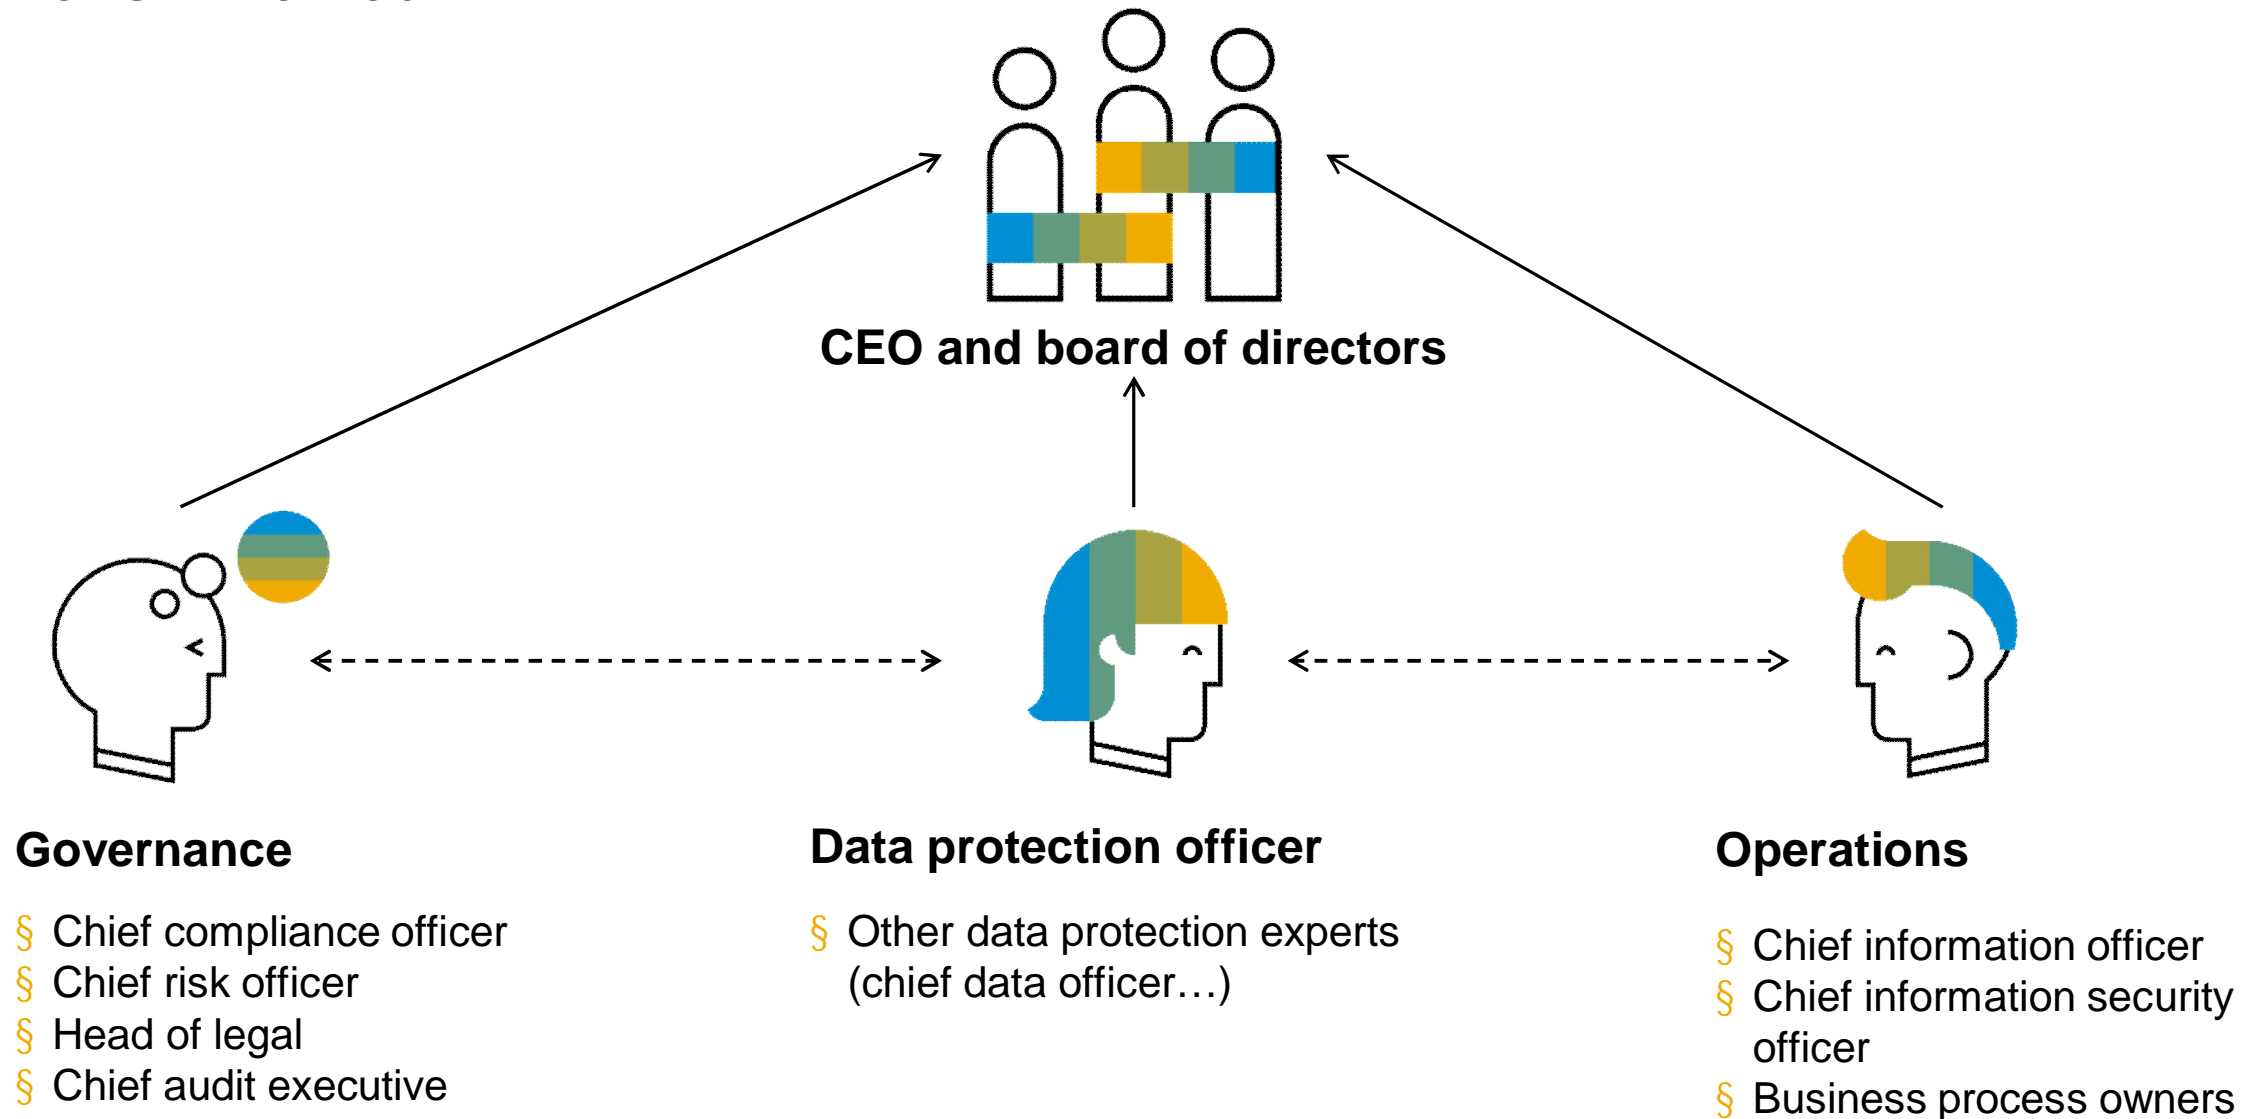 CEO and board of directors
Governance
§ Chief compliance officer
§ Chief risk officer
§ Head of legal
§ Chief audit executive
Data protection officer
§ Other data protection experts
(chief data officer…)
Operations
§ Chief information officer
§ Chief information security
officer
§ Business process owners